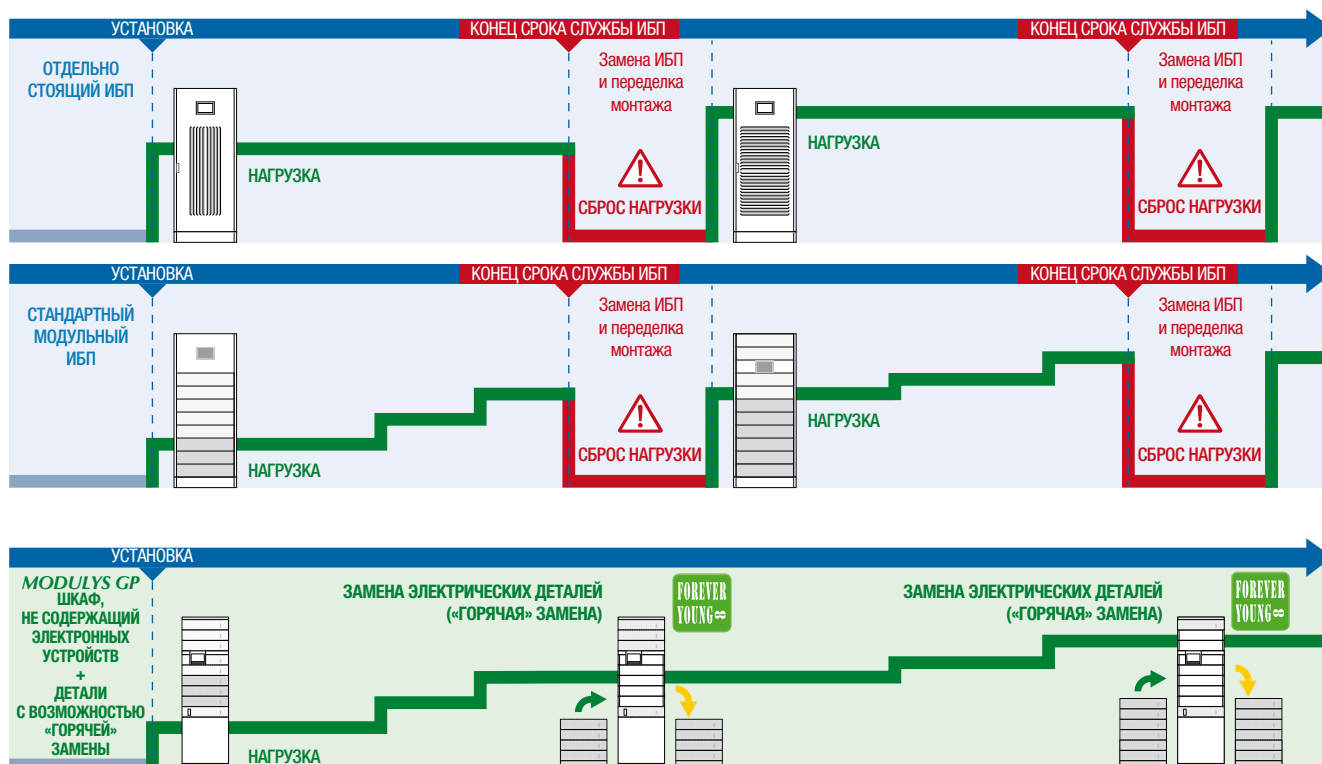 УСТАНОВКА
КОНЕЦ СРОКА СЛУЖБЫ ИБП
КОНЕЦ СРОКА СЛУЖБЫ ИБП
ОТДЕЛЬНО
СТОЯЩИЙ ИБП
НАГРУЗКА
Замена ИБП
и переделка
монтажа
СБРОС НАГРУЗКИ
НАГРУЗКА
Замена ИБП
и переделка
монтажа
СБРОС НАГРУЗКИ
УСТАНОВКА
КОНЕЦ СРОКА СЛУЖБЫ ИБП
КОНЕЦ СРОКА СЛУЖБЫ ИБП
СТАНДАРТНЫЙ
МОДУЛЬНЫЙ
ИБП
НАГРУЗКА
Замена ИБП
и переделка
монтажа
СБРОС НАГРУЗКИ
НАГРУЗКА
Замена ИБП
и переделка
монтажа
СБРОС НАГРУЗКИ
УСТАНОВКА
MODULYS GP
ШКАФ,
НЕ СОДЕРЖАЩИЙ
ЭЛЕКТРОННЫХ
УСТРОЙСТВ
+
ДЕТАЛИ
С ВОЗМОЖНОСТЬЮ
«ГОРЯЧЕЙ»
ЗАМЕНЫ
НАГРУЗКА
ЗАМЕНА ЭЛЕКТРИЧЕСКИХ ДЕТАЛЕЙ
(«ГОРЯЧАЯ» ЗАМЕНА)
FOREVER
YOUNG∞
ЗАМЕНА ЭЛЕКТРИЧЕСКИХ ДЕТАЛЕЙ
(«ГОРЯЧАЯ» ЗАМЕНА)
FOREVER
YOUNG∞